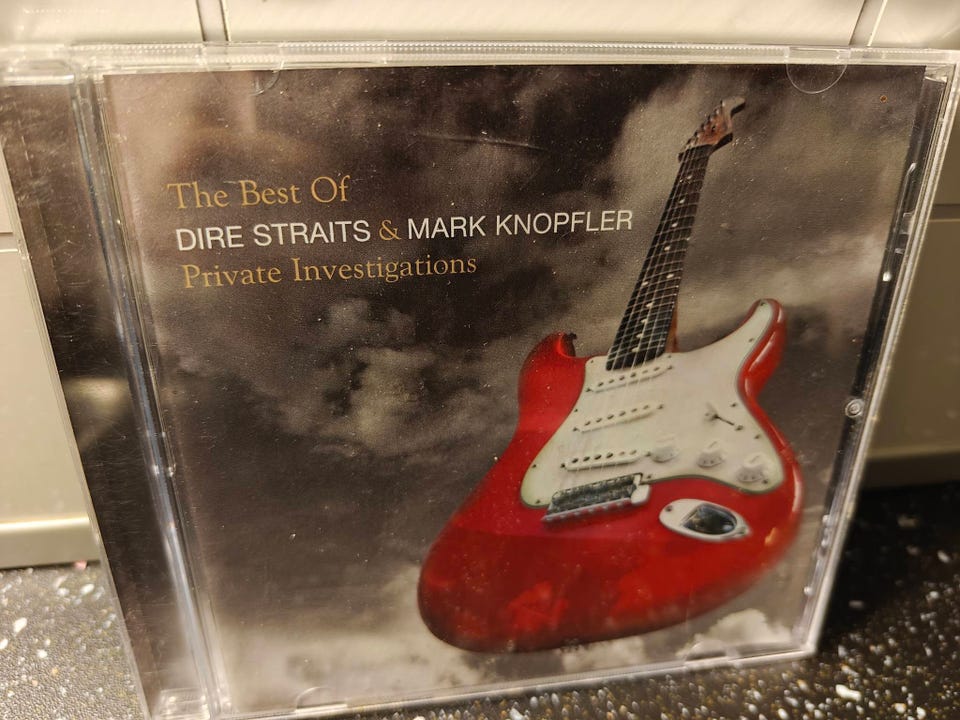 The Best Of
DIRE STRAITS & MARK KNOPFLER
Private Investigations